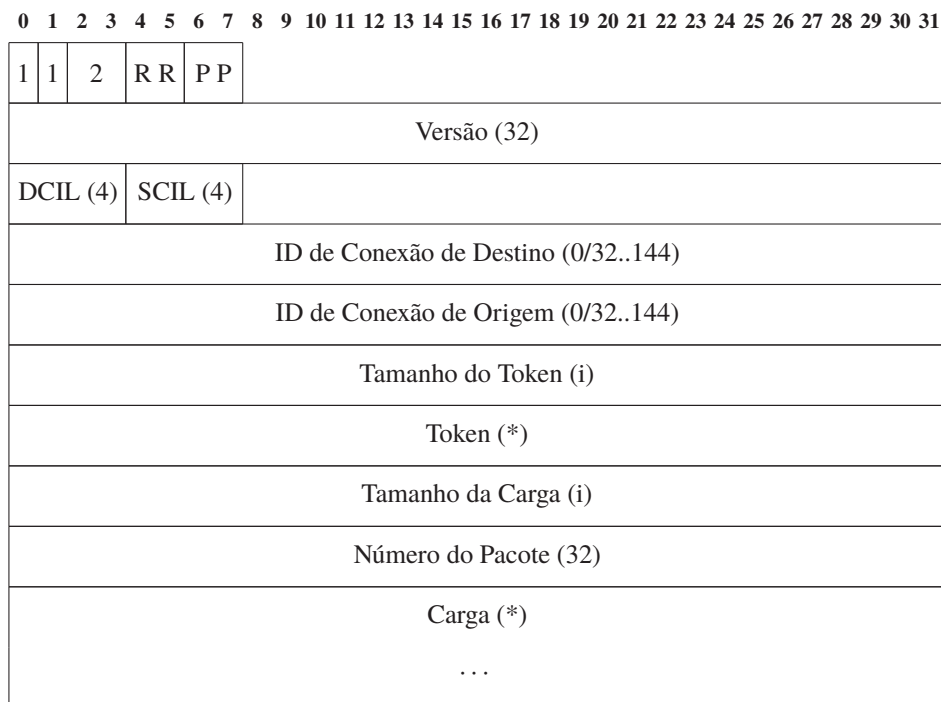 0 1 2 3 4 5 6 7 8 9 10 11 12 13 14 15 16 17 18 19 20 21 22 23 24 25 26 27 28 29 30 31
1 1 2 R R P P
Versão (32)
DCIL (4) SCIL (4)
ID de Conexão de Destino (0/32..144)
ID de Conexão de Origem (0/32..144)
Tamanho do Token (i)
Token (*)
Tamanho da Carga (i)
Número do Pacote (32)
Carga (*)
. . .